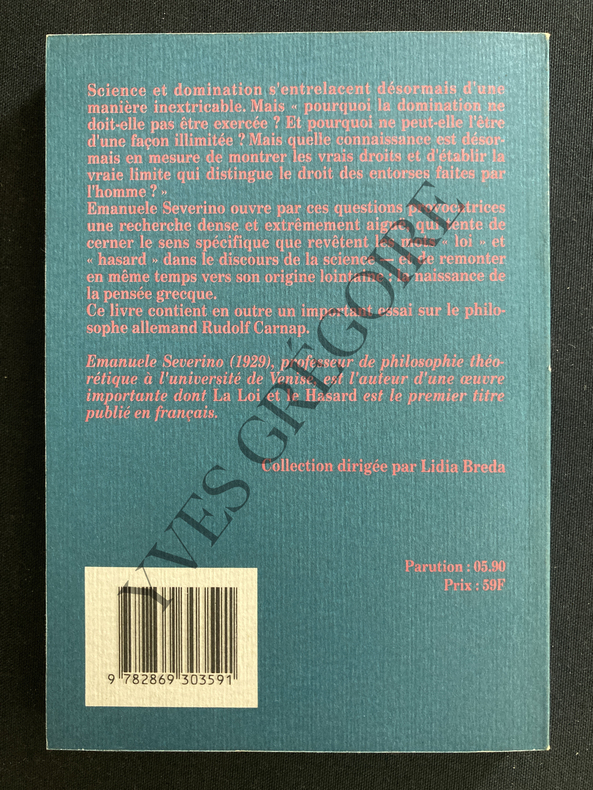 Science et domination s'entrelacent désormais d'une
manière inextricable. Mais « pourquoi la domination ne
doit-elle pas être exercée ? Et pourquoi ne peut-elle l'être
d'une façon illimitée ? Mais quelle connaissance est désor-
mais en mesure de montrer les vrais droits et d'établir la
vraie limite qui distingue le droit des entorses faites par
l'homme ? »
Emanuele Severino ouvre par ces questions provocatrices
une recherche dense et extrêmement aiguë qui tente de
cerner le sens spécifique que revêtent les mots « loi » et
« hasard » dans le discours de la science et de remonter
en même temps vers son origine lointaine : la naissance de
la pensée grecque.
Ce livre contient en outre un important essai sur le philo-
sophe allemand Rudolf Carnap.
Emanuele Severino (1929), professeur de philosophie théo-
rétique à l'université de Venise, est l'auteur d'une œuvre
importante dont La Loi et le Hasard est le premier titre
publié en français.
Collection dirigée par Lidia Breda
Parution : 05.90
Prix : 59F
9 782869 303591
YVES GRÉGOIRE